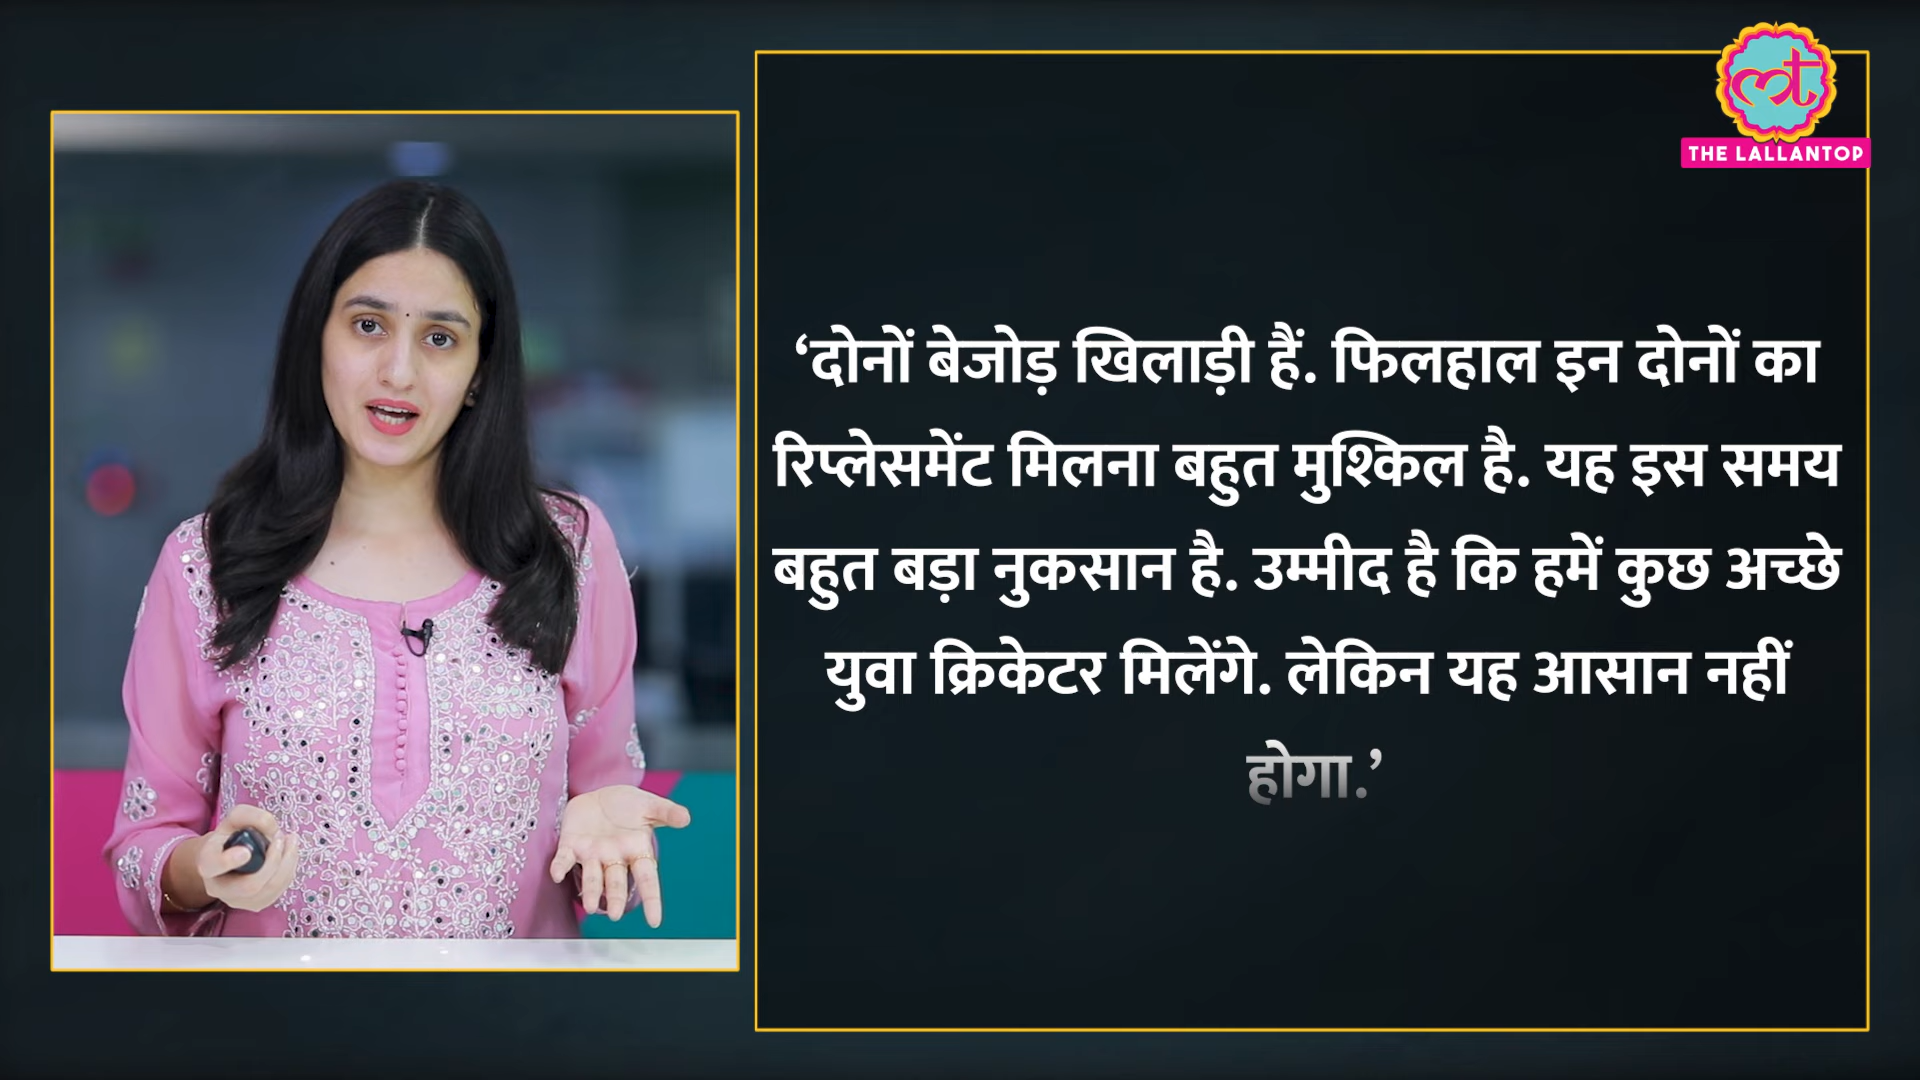 THE LALLANTOP
‘दोनों बेजोड़ खिलाड़ी हैं. फिलहाल इन दोनों का
रिप्लेसमेंट मिलना बहुत मुश्किल है. यह इस समय
बहुत बड़ा नुकसान है. उम्मीद है कि हमें कुछ अच्छे
युवा क्रिकेटर मिलेंगे. लेकिन यह आसान नहीं
होगा.’